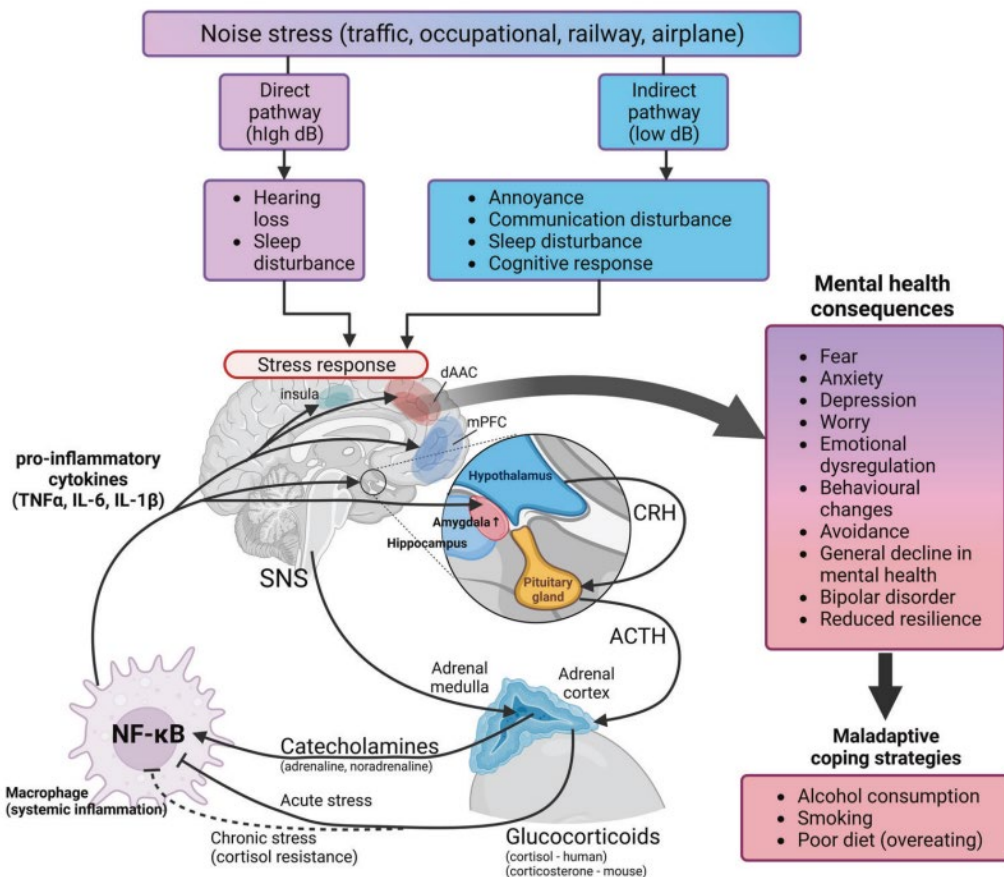 Noise stress (traffic, occupational, railway, airplane)
Direct
pathway
(hIgh dB)
Indirect
pathway
(low dB)
• Hearing
loss
• Sleep
disturbance
• Annoyance
• Communication disturbance
• Sleep disturbance
• Cognitive response
Stress response
insula
dAAC
mPFC
pro-inflammatory
cytokines
(TNFα, IL-6, IL-1β)
Hypothalamus
Amygdala↑
Hippocampus
Pituitary
gland
CRH
SNS
ACTH
Adrenal
medulla
Adrenal
cortex
NF-κB
Catecholamines
(adrenaline, noradrenaline)
Macrophage
(systemic inflammation)
Acute stress
Chronic stress
(cortisol resistance)
Glucocorticoids
(cortisol - human)
(corticosterone - mouse)
Mental health
consequences
• Fear
• Anxiety
• Depression
• Worry
• Emotional
dysregulation
• Behavioural
changes
• Avoidance
• General decline in
mental health
• Bipolar disorder
• Reduced resilience
Maladaptive
coping strategies
• Alcohol consumption
• Smoking
• Poor diet (overeating)